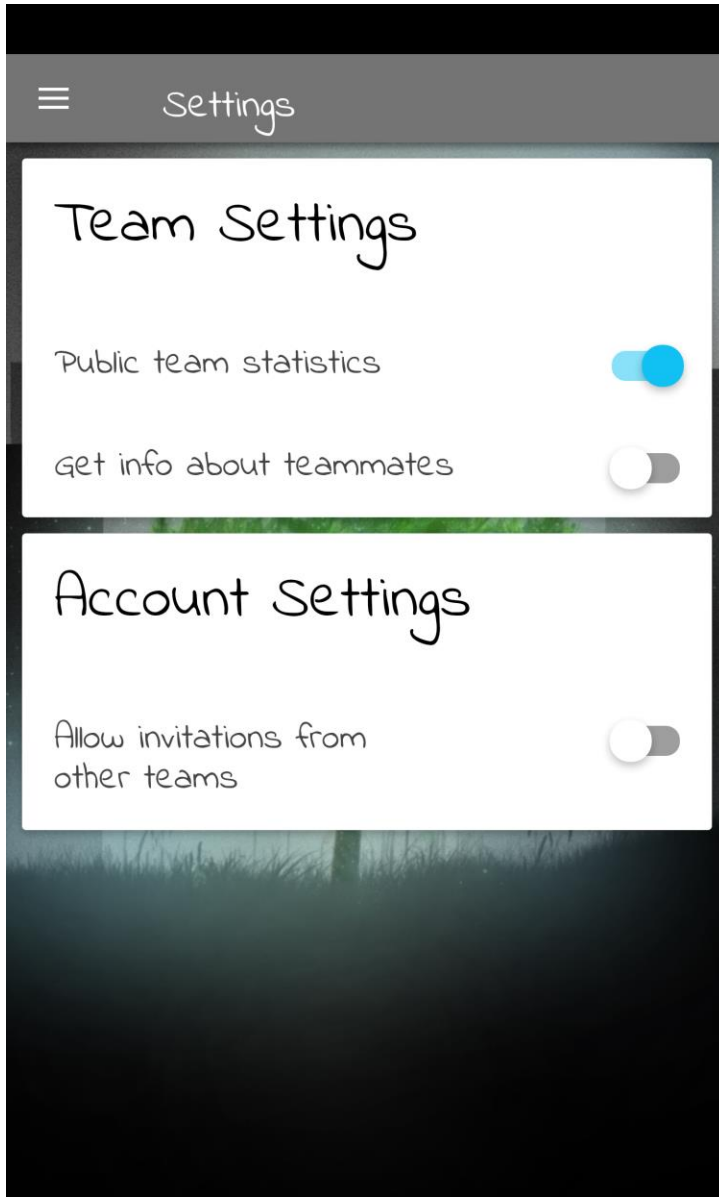 Settings
Team Settings
Public team statistics
Get info about teammates
Account Settings
Allow invitations from
other teams